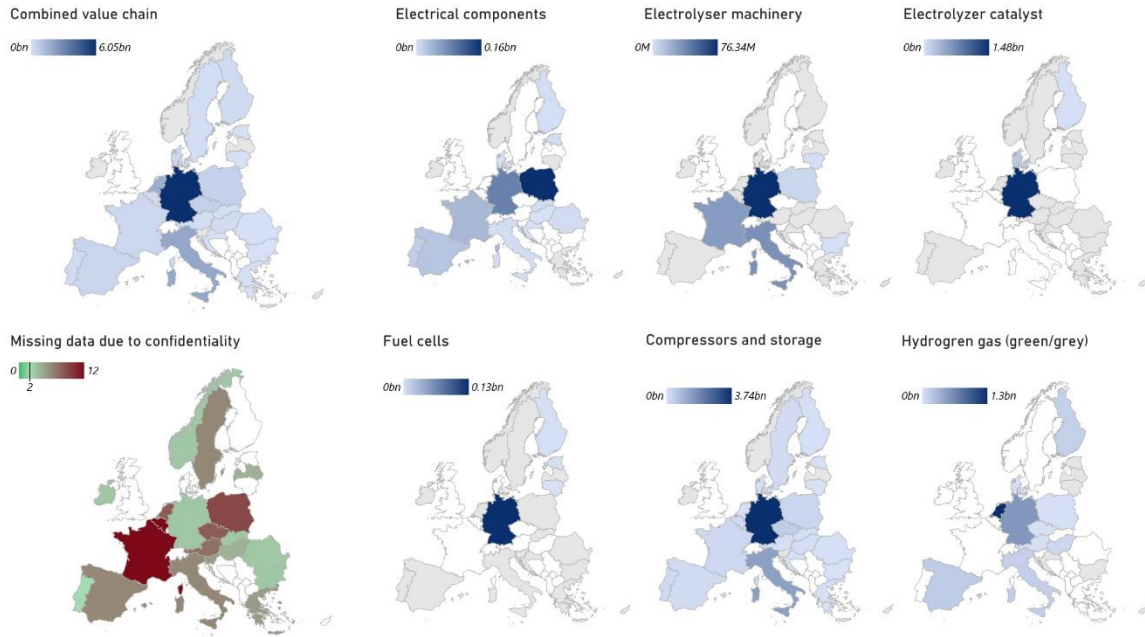 Combined value chain
0bn 6.05bn
Electrical components
0bn 0.16bn
Electrolyser machinery
0M 76.34M
Electrolyzer catalyst
0bn 1.48bn
Missing data due to confidentiality
0 12
2
Fuel cells
0bn 0.13bn
Compressors and storage
0bn 3.74bn
Hydrogren gas (green/grey)
0bn 1.3bn